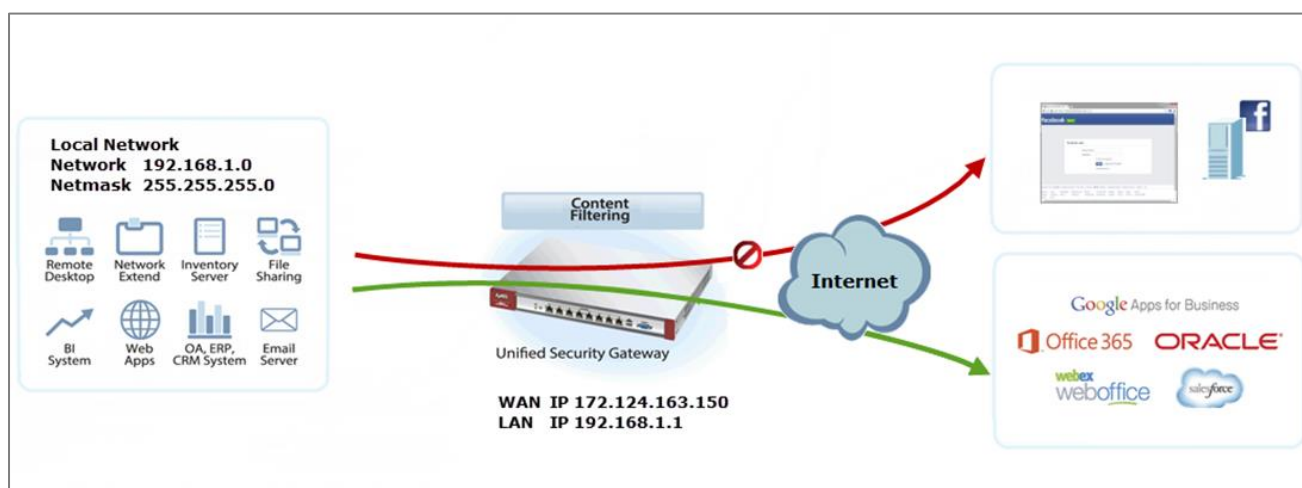 Local Network
Network 192.168.1.0
Netmask 255.255.255.0
Remote Desktop
Network Extend
Inventory Server
File Sharing
BI System
Web Apps
OA, ERP, CRM System
Email Server
Content Filtering
Unified Security Gateway
WAN IP 172.124.163.150
LAN IP 192.168.1.1
Internet
facebook
f
Google Apps for Business
Office 365
ORACLE
webex
weboffice
salesforce